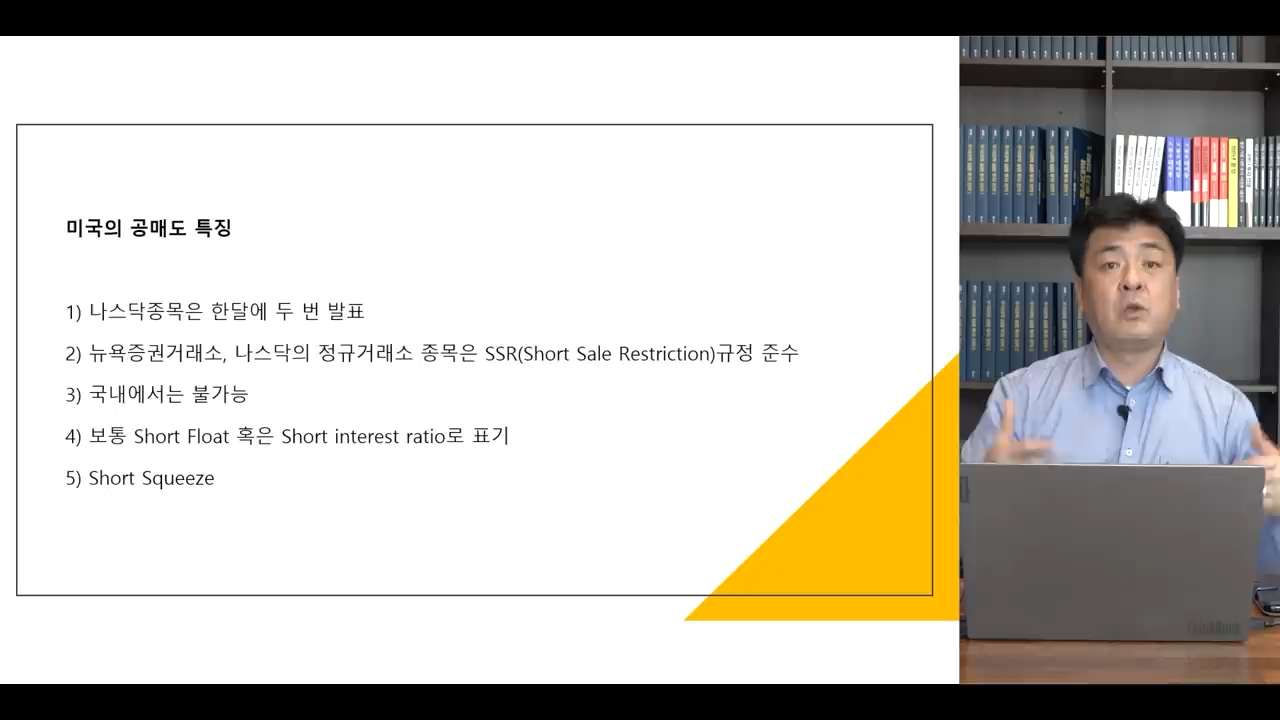 미국의 공매도 특징
1) 나스닥종목은 한달에 두 번 발표
2) 뉴욕증권거래소, 나스닥의 정규거래소 종목은 SSR(Short Sale Restriction)규정 준수
3) 국내에서는 불가능
4) 보통 Short Float 혹은 Short interest ratio로 표기
5) Short Squeeze
ThinkBook